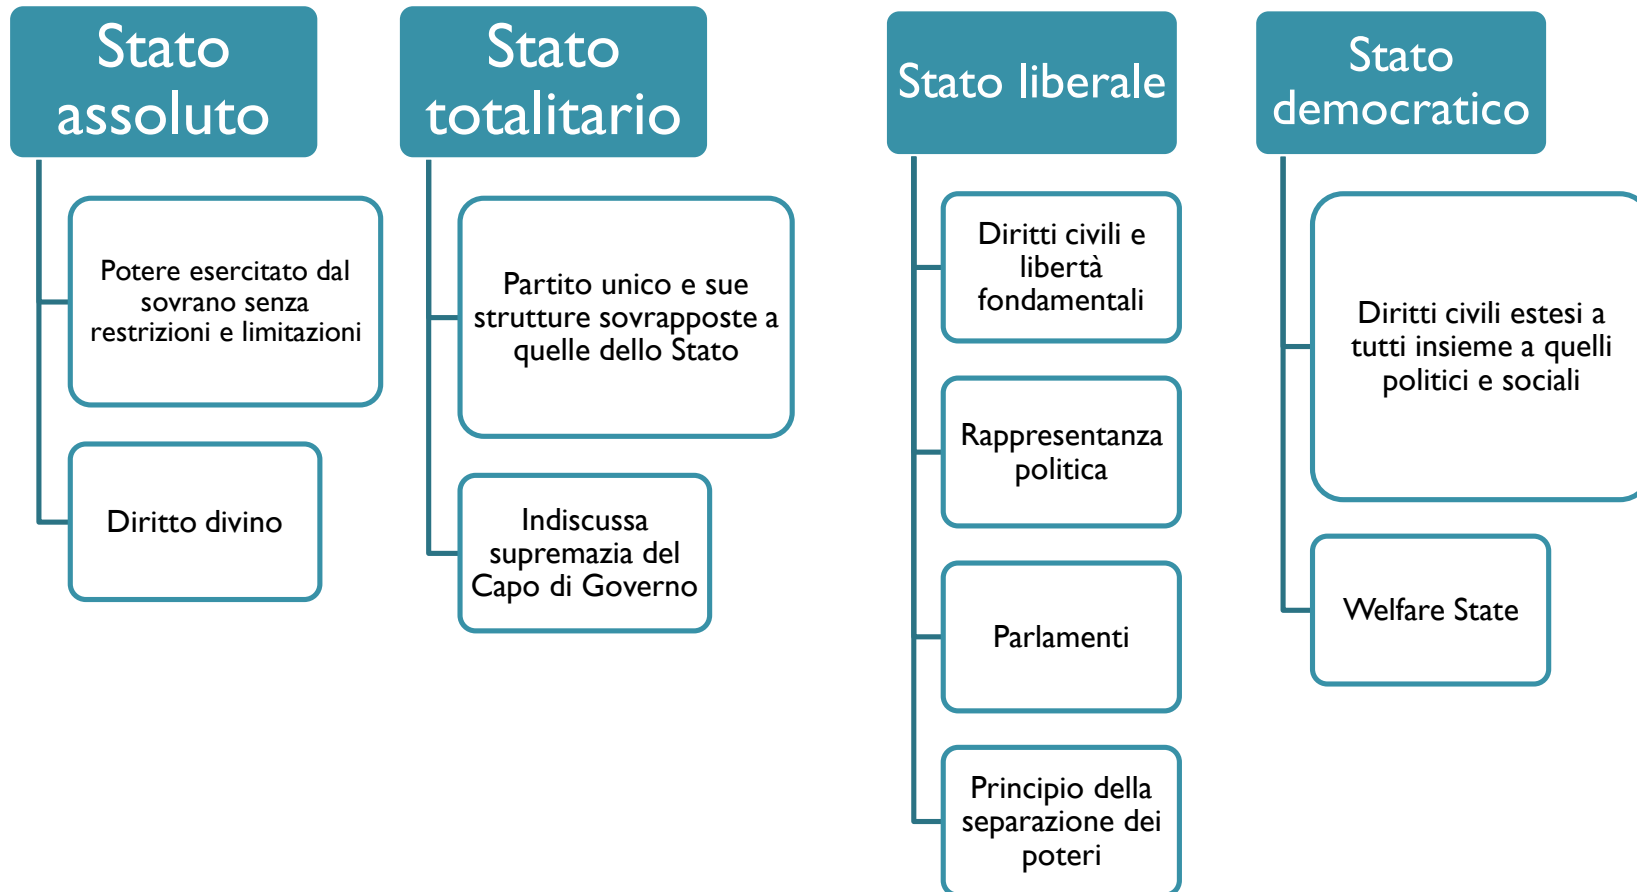 Stato
assoluto
Potere esercitato dal
sovrano senza
restrizioni e limitazioni
Diritto divino
Stato
totalitario
Partito unico e sue
strutture sovrapposte a
quelle dello Stato
Indiscussa
supremazia del
Capo di Governo
Stato liberale
Diritti civili e
libertà
fondamentali
Rappresentanza
politica
Parlamenti
Principio della
separazione dei
poteri
Stato
democratico
Diritti civili estesi a
tutti insieme a quelli
politici e sociali
Welfare State